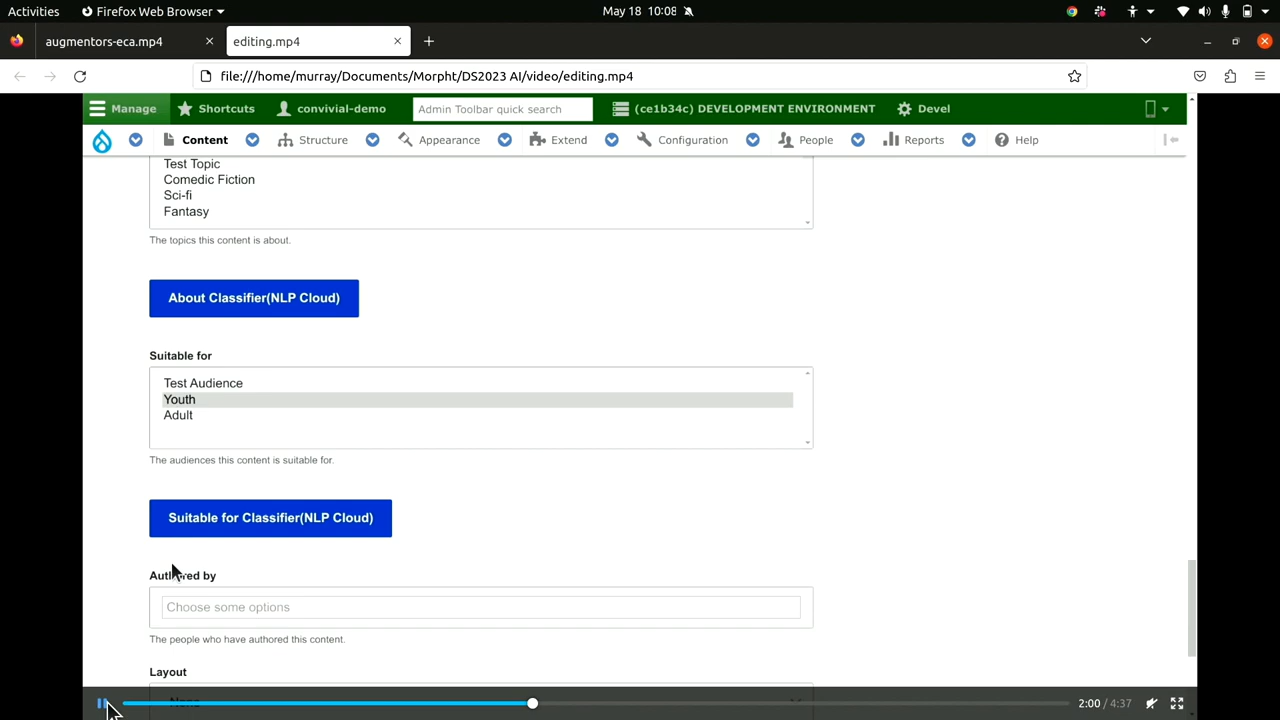 Activities Firefox Web Browser May 18 10:08
augmentors-eca.mp4 editing.mp4
file:///home/murray/Documents/Morpht/DS2023 AI/video/editing.mp4
Manage Shortcuts convivial-demo Admin Toolbar quick search (ce1b34c) DEVELOPMENT ENVIRONMENT Devel
Content Structure Appearance Extend Configuration People Reports Help
Test Topic
Comedic Fiction
Sci-fi
Fantasy
The topics this content is about.
About Classifier(NLP Cloud)
Suitable for
Test Audience
Youth
Adult
The audiences this content is suitable for.
Suitable for Classifier(NLP Cloud)
Authored by
Choose some options
The people who have authored this content.
Layout
None
2:00 / 4:37